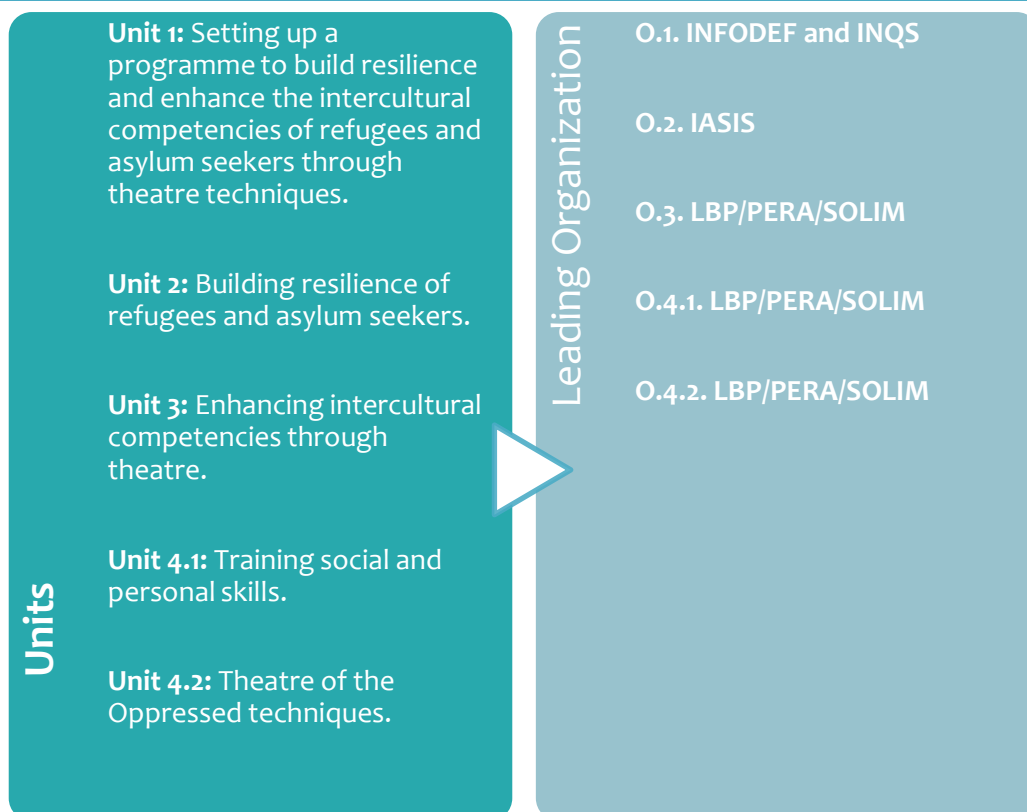 Units
Unit 1: Setting up a
programme to build resilience
and enhance the intercultural
competencies of refugees and
asylum seekers through
theatre techniques.
Unit 2: Building resilience of
refugees and asylum seekers.
Unit 3: Enhancing intercultural
competencies through
theatre.
Unit 4.1: Training social and
personal skills.
Unit 4.2: Theatre of the
Oppressed techniques.
Leading Organization
O.1. INFODEF and INQS
O.2. IASIS
O.3. LBP/PERA/SOLIM
O.4.1. LBP/PERA/SOLIM
O.4.2. LBP/PERA/SOLIM